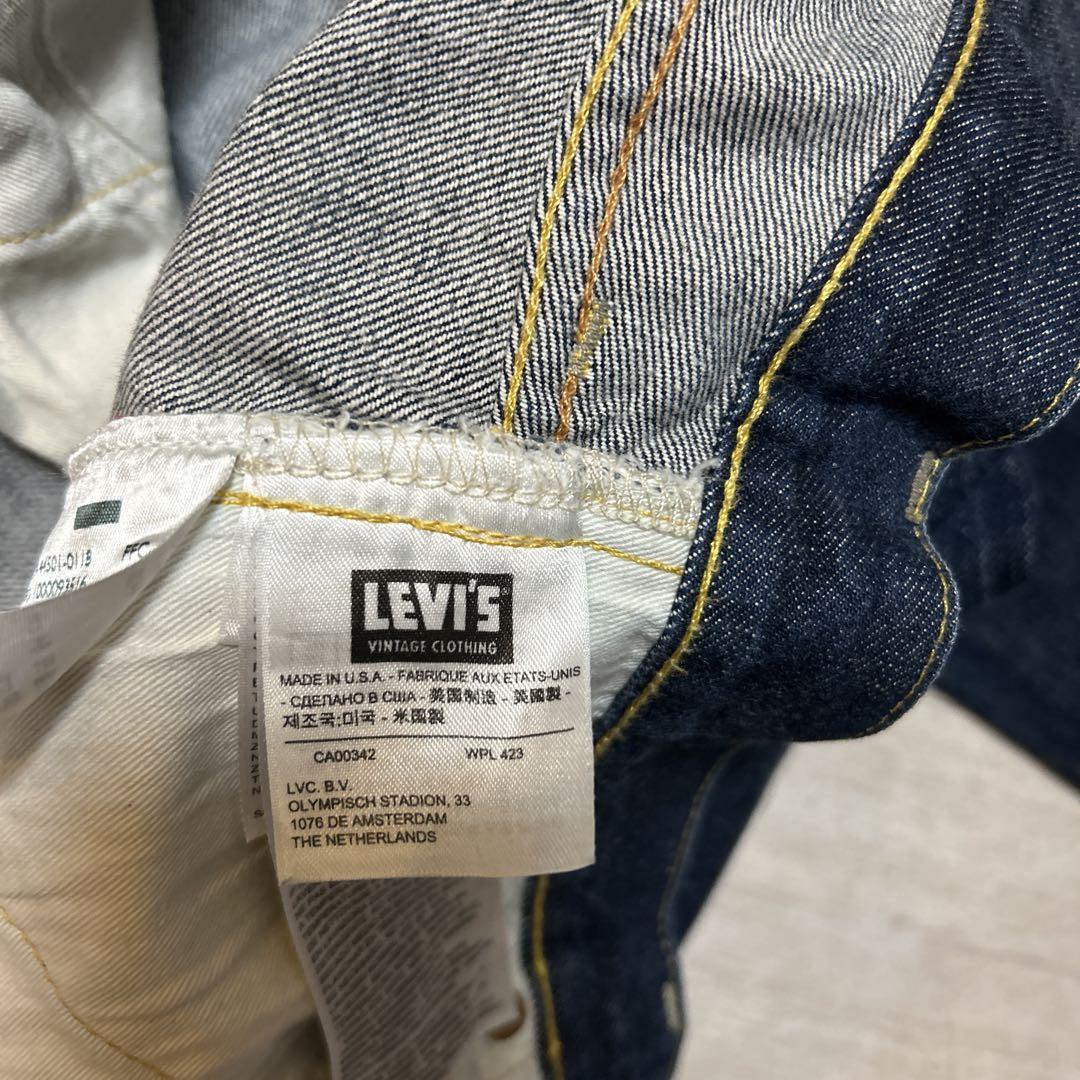 LEVI'S
VINTAGE CLOTHING
MADE IN U.S.A. - FABRIQUE AUX ETATS-UNIS
- СДЕЛАНО В США - 美国制造 - 美國製 -
제조국:미국 - 米国製
CA00342 WPL 423
LVC. B.V.
OLYMPISCH STADION, 33
1076 DE AMSTERDAM
THE NETHERLANDS
PFC